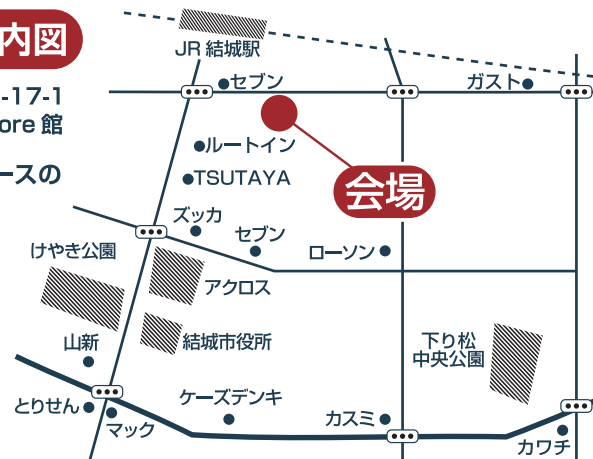 内図
JR 結城駅
セブン
ガスト
-17-1
ore 館
ースの
ルートイン
TSUTAYA
会場
ズッカ
セブン
けやき公園
ローソン
アクロス
山新
結城市役所
下り松
中央公園
ケーズデンキ
とりせん
マック
カスミ
カワチ